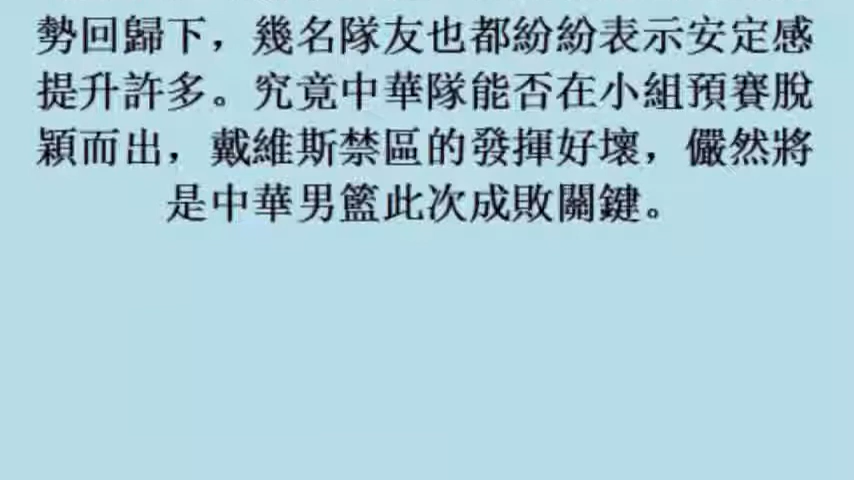 勢回歸下，幾名隊友也都紛紛表示安定感
提升許多。究竟中華隊能否在小組預賽脫
穎而出，戴維斯禁區的發揮好壞，儼然將
是中華男籃此次成敗關鍵。